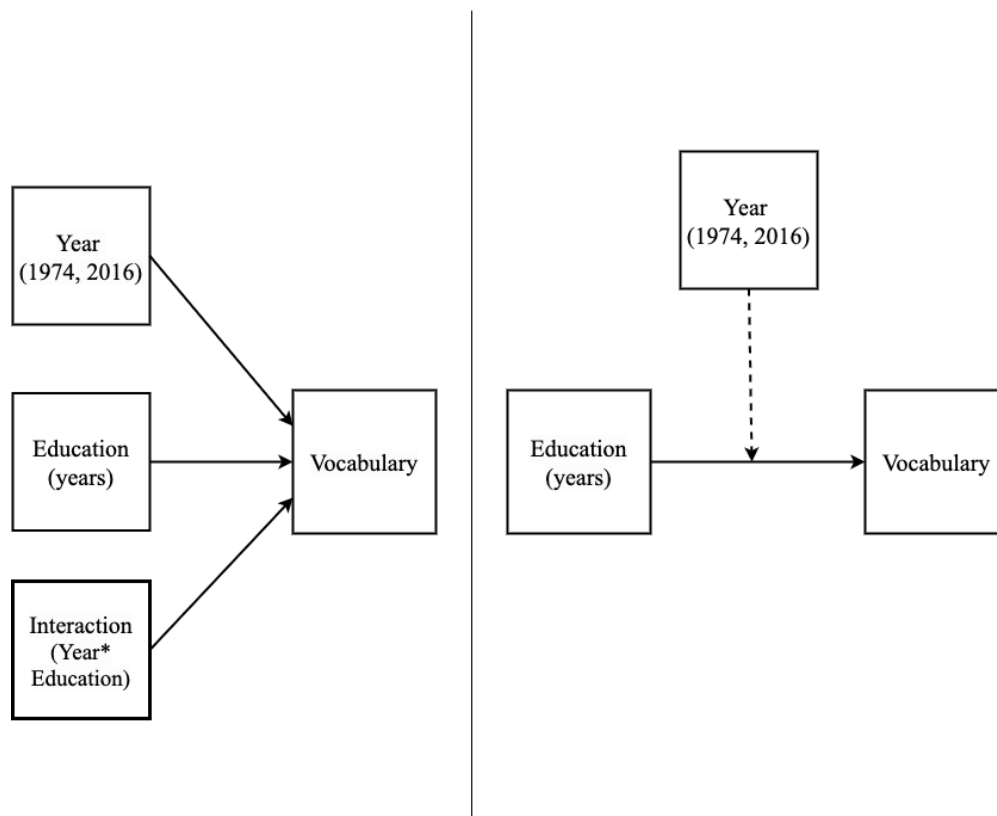 Year
(1974, 2016)
Education
(years)
Interaction
(Year*
Education)
Vocabulary
Year
(1974, 2016)
Education
(years)
Vocabulary